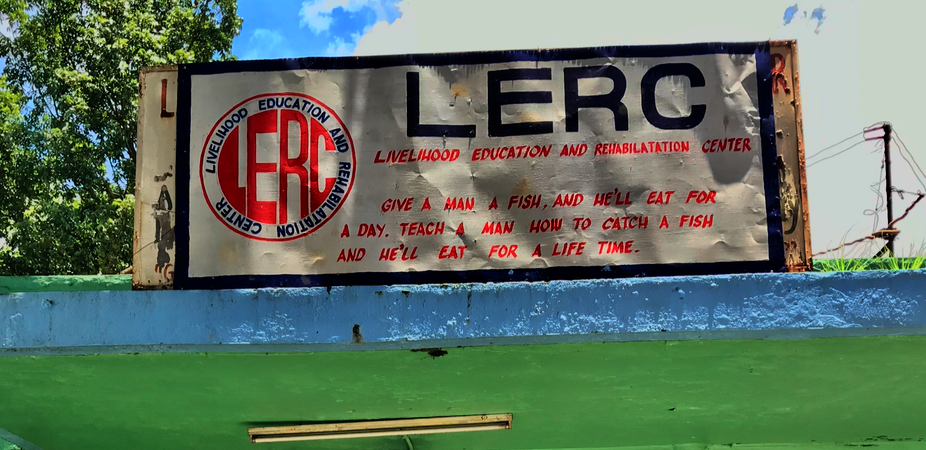 LERC
LIVELIHOOD EDUCATION AND REHABILATATION CENTER
GIVE A MAN A FISH, AND HE'LL EAT FOR
A DAY. TEACH A MAN HOW TO CATCH A FISH
AND HE'LL EAT FOR A LIFE TIME.
LIVELIHOOD EDUCATION AND REHABILATATION CENTER
LERC
L
R